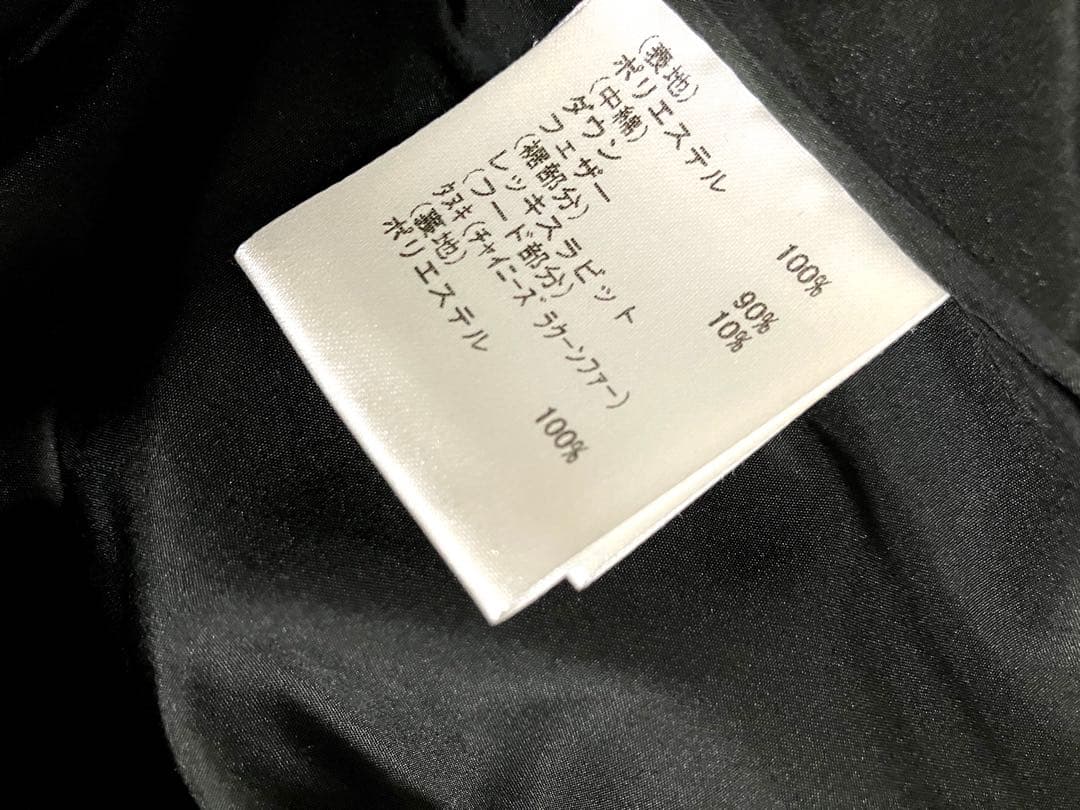 (表地)
ポリエステル 100%
(中綿)
ダウン 90%
フェザー 10%
(裾部分)
レッキスラビット
(フード部分)
タヌキ(チャイニーズ ラクーンファー)
(裏地)
ポリエステル 100%